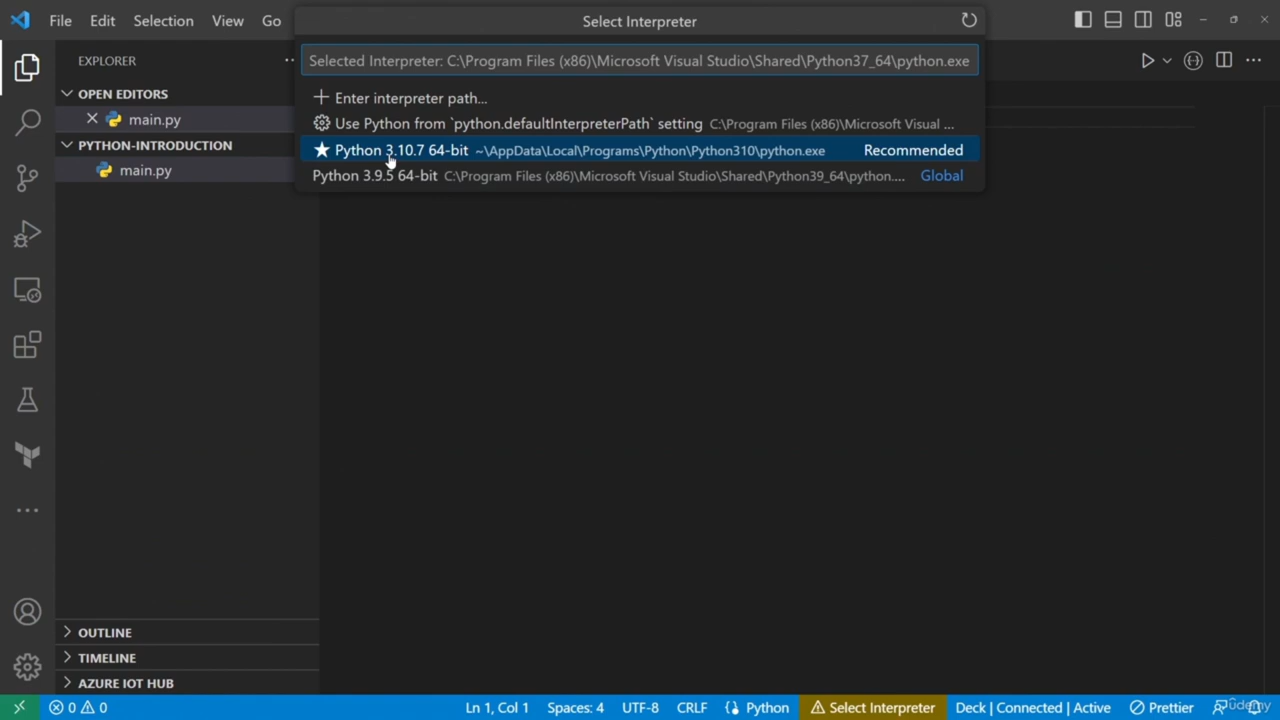 File Edit Selection View Go
Select Interpreter
Selected Interpreter: C:\Program Files (x86)\Microsoft Visual Studio\Shared\Python37_64\python.exe
Enter interpreter path...
Use Python from `python.defaultInterpreterPath` setting C:\Program Files (x86)\Microsoft Visual ...
Python 3.10.7 64-bit ~\AppData\Local\Programs\Python\Python310\python.exe Recommended
Python 3.9.5 64-bit C:\Program Files (x86)\Microsoft Visual Studio\Shared\Python39_64\python.... Global
EXPLORER
OPEN EDITORS
main.py
PYTHON-INTRODUCTION
main.py
OUTLINE
TIMELINE
AZURE IOT HUB
0 0 Ln 1, Col 1 Spaces: 4 UTF-8 CRLF Python Select Interpreter Deck | Connected | Active Prettier
Udemy